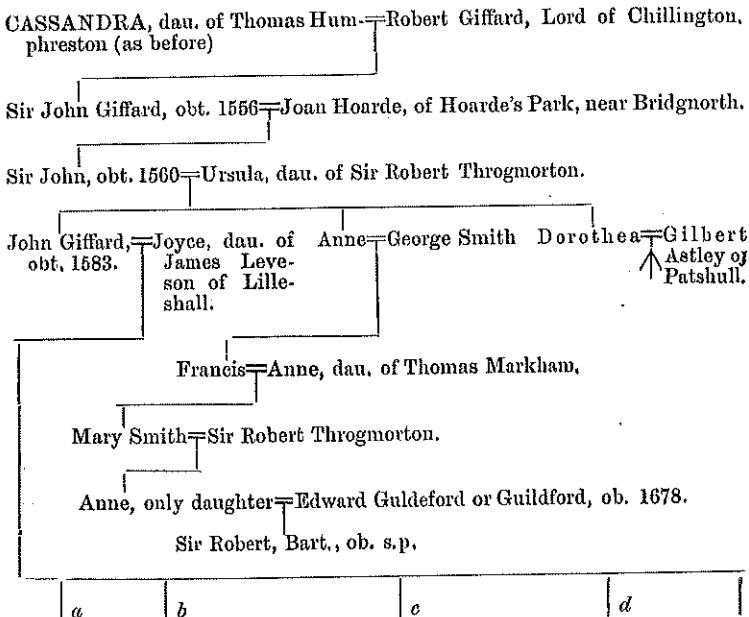 CASSANDRA, dau. of Thomas Hum-=Robert Giffard, Lord of Chillington.
phreston (as before)
Sir John Giffard, obt. 1556=Joan Hoarde, of Hoarde's Park, near Bridgnorth.
Sir John, obt. 1560=Ursula, dau. of Sir Robert Throgmorton.
John Giffard,=Joyce, dau. of Anne=George Smith Dorothea=Gilbert
obt. 1583. James Leve- Astley of
son of Lille- Patshull.
shall.
Francis=Anne, dau. of Thomas Markham.
Mary Smith=Sir Robert Throgmorton.
Anne, only daughter=Edward Guldeford or Guildford, ob. 1678.
Sir Robert, Bart., ob. s.p.
a b c d